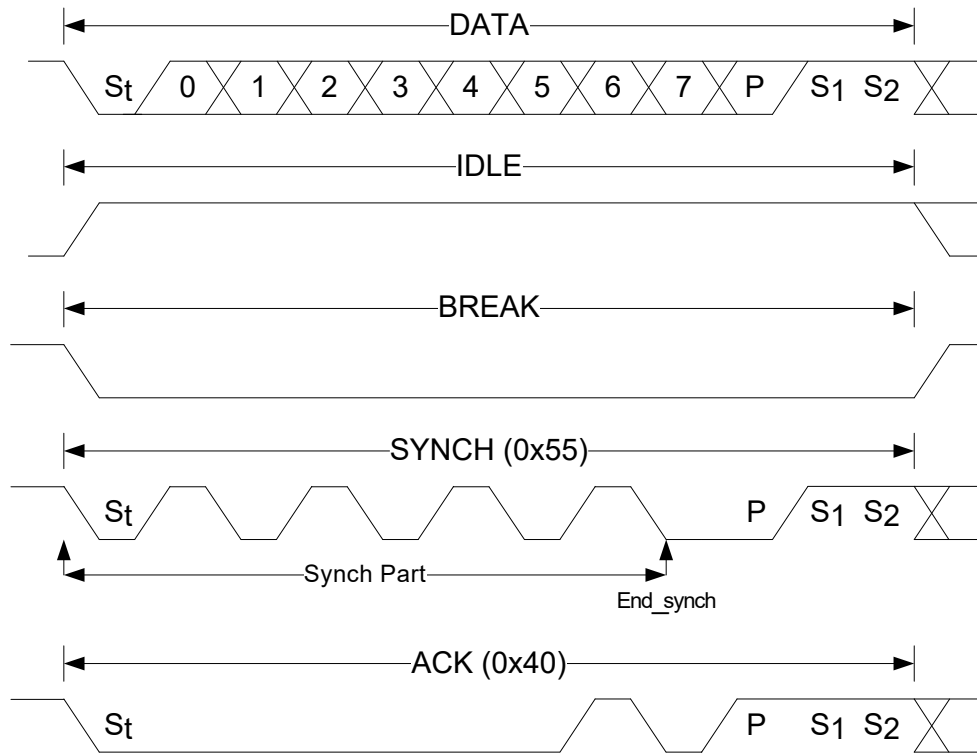 DATA
St 0 1 2 3 4 5 6 7 P S1 S2
IDLE
BREAK
SYNCH (0x55)
St P S1 S2
Synch Part
End_synch
ACK (0x40)
St P S1 S2